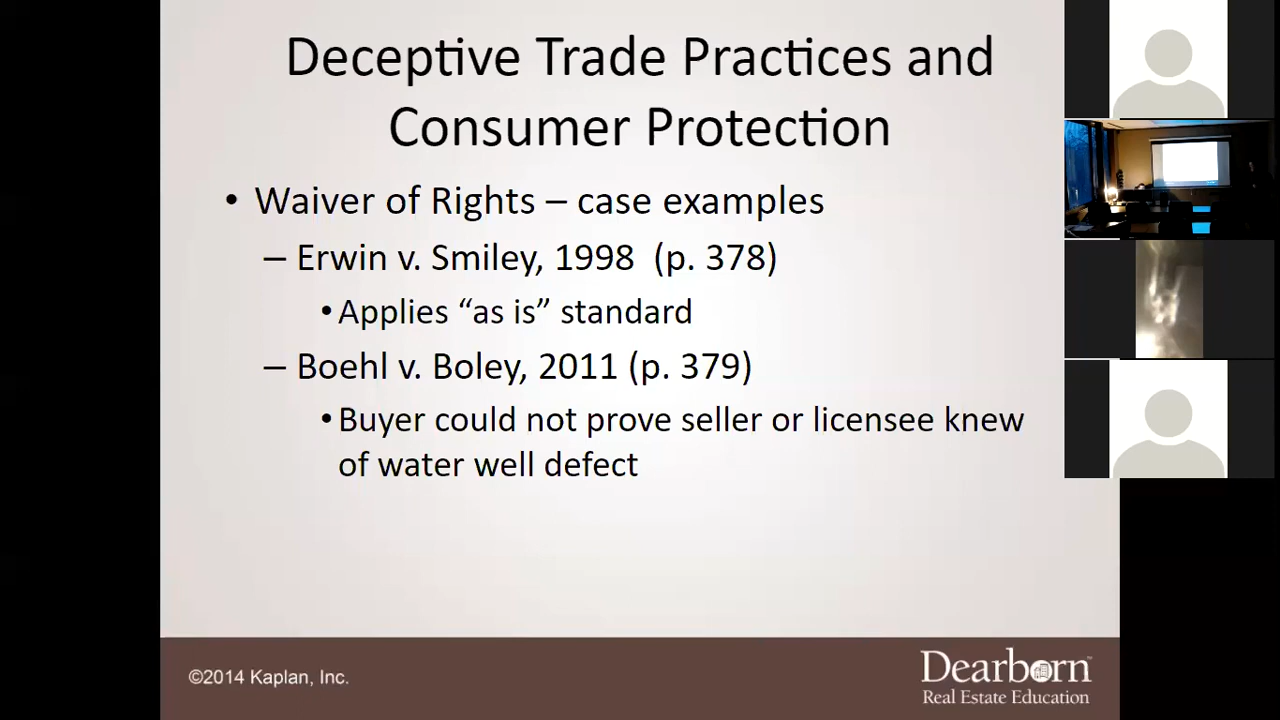 Deceptive Trade Practices and
Consumer Protection
• Waiver of Rights – case examples
– Erwin v. Smiley, 1998 (p. 378)
• Applies “as is” standard
– Boehl v. Boley, 2011 (p. 379)
• Buyer could not prove seller or licensee knew
of water well defect
©2014 Kaplan, Inc.
Dearborn™
Real Estate Education